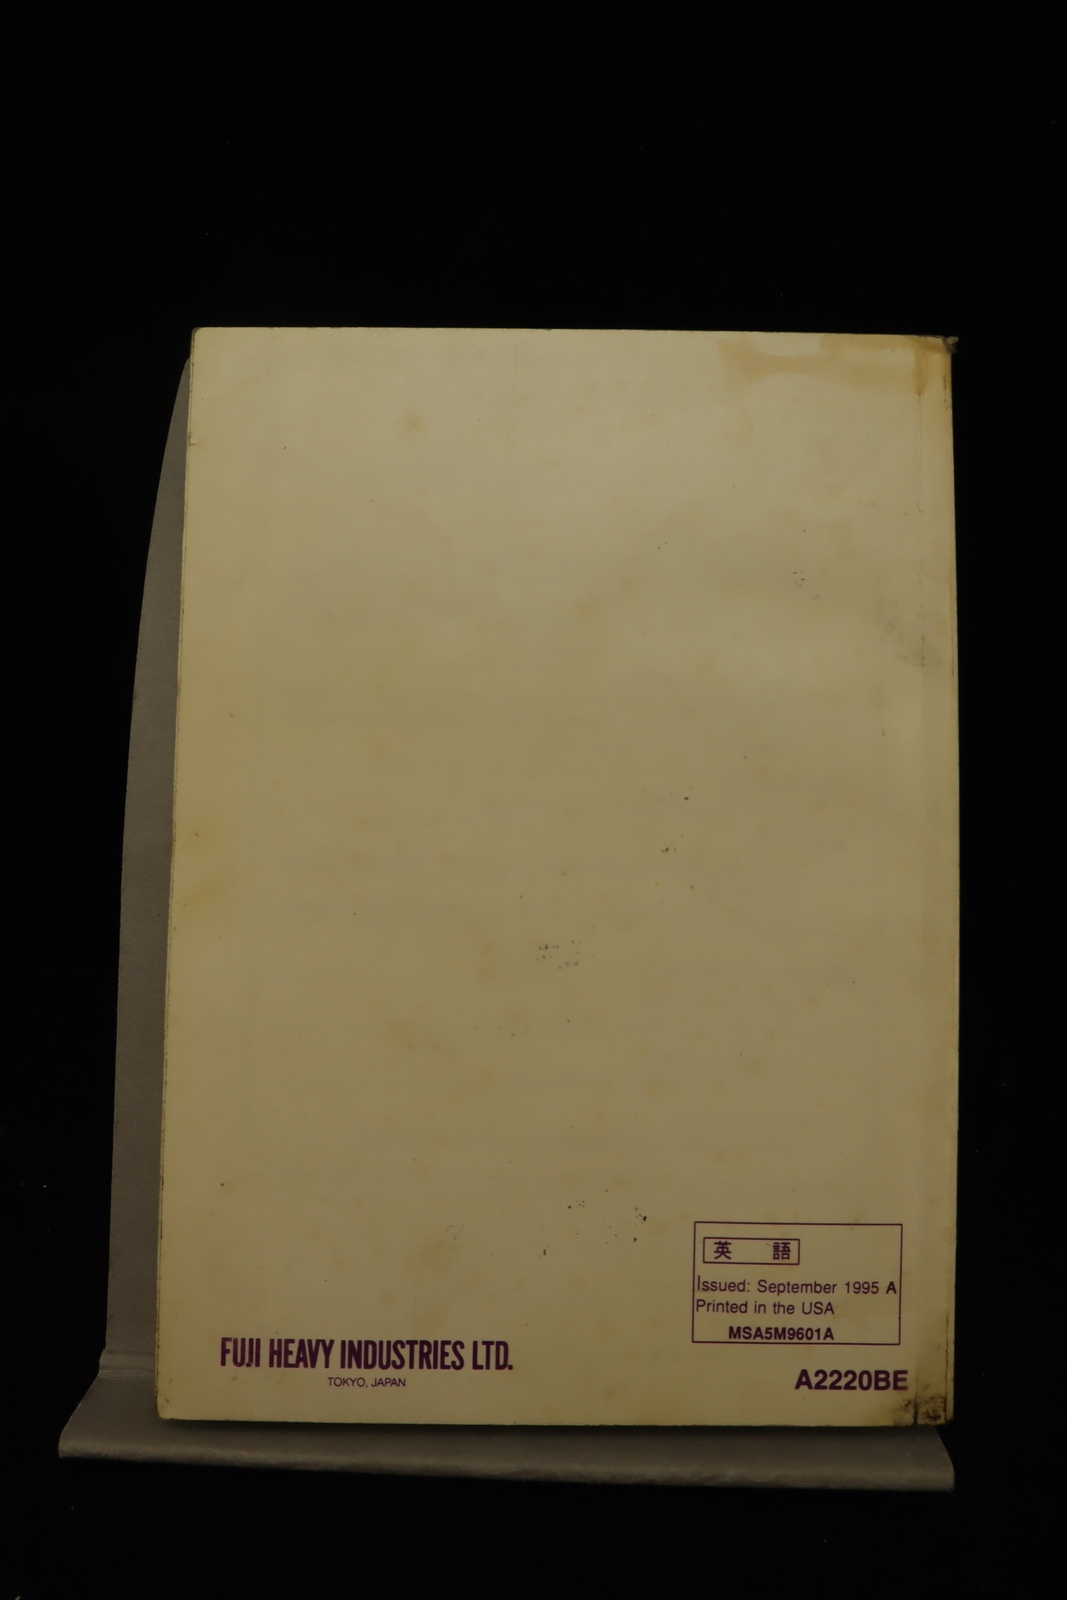 英 語
Issued: September 1995 A
Printed in the USA
MSA5M9601A
FUJI HEAVY INDUSTRIES LTD.
TOKYO, JAPAN
A2220BE